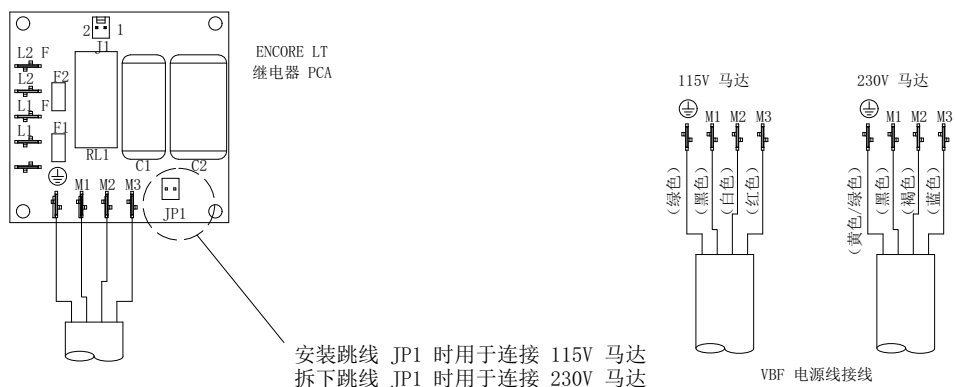 2 1
J1
ENCORE LT
继电器 PCA
L2 F
L2 F2
L1 F
L1 F1
RL1
C1 C2
M1 M2 M3
JP1
安装跳线 JP1 时用于连接 115V 马达
拆下跳线 JP1 时用于连接 230V 马达
115V 马达
M1 M2 M3
(绿色)
(黑色)
(白色)
(红色)
230V 马达
M1 M2 M3
(黄色/绿色)
(黑色)
(褐色)
(蓝色)
VBF 电源线接线